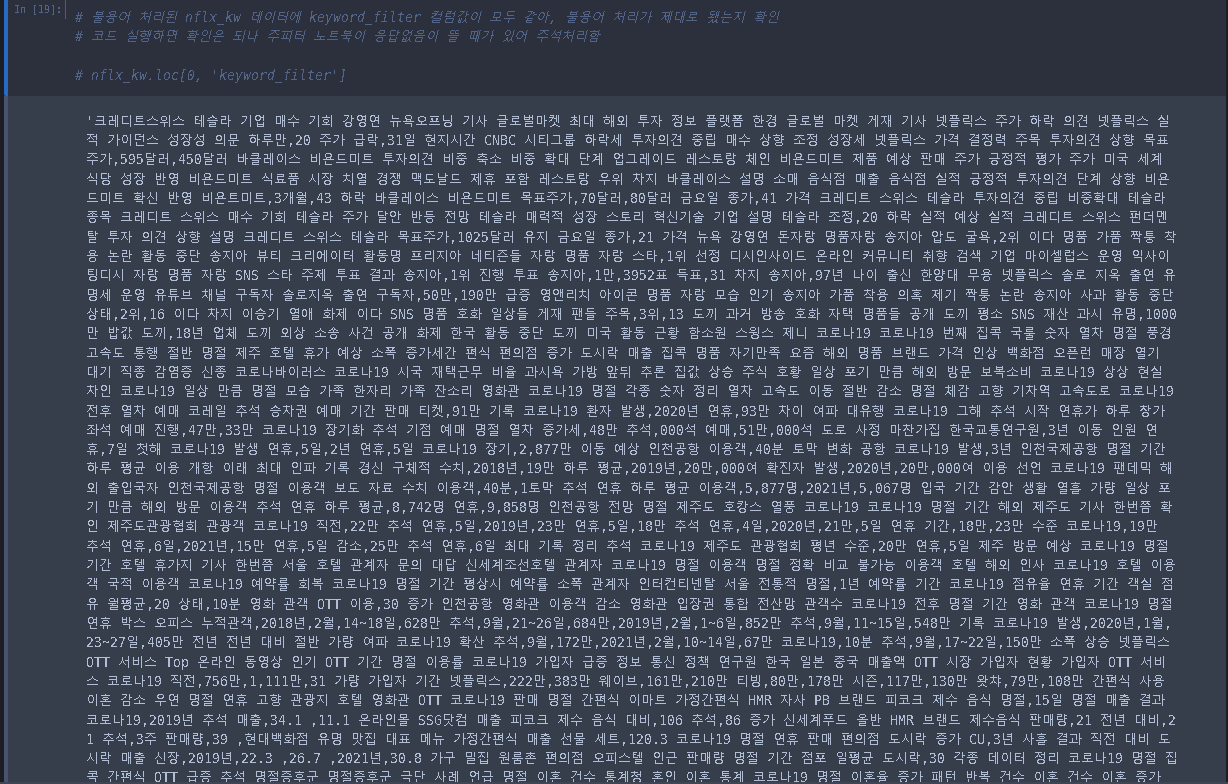 In [19]:
# 불용어 처리된 nflx_kw 데이터에 keyword_filter 컬럼값이 모두 같아, 불용어 처리가 제대로 됐는지 확인
# 코드 실행하면 확인은 되나 주피터 노트북이 응답없음이 뜰 때가 있어 주석처리함
# nflx_kw.loc[0, 'keyword_filter']
'크레디트스위스 테슬라 기업 매수 기회 강영연 뉴욕오프닝 기사 글로벌마켓 최대 해외 투자 정보 플랫폼 한경 글로벌 마켓 게재 기사 넷플릭스 주가 하락 의견 넷플릭스 실
적 가이던스 성장성 의문 하루만,20 주가 급락,31일 현지시간 CNBC 시티그룹 하락세 투자의견 중립 매수 상향 조정 성장세 넷플릭스 가격 결정력 주목 투자의견 상향 목표
주가,595달러,450달러 바클레이스 비욘드미트 투자의견 비중 축소 비중 확대 단계 업그레이드 레스토랑 체인 비욘드미트 제품 예상 판매 주가 긍정적 평가 주가 미국 세계
식당 성장 반영 비욘드미트 식료품 시장 치열 경쟁 맥도날드 제휴 포함 레스토랑 우위 차지 바클레이스 설명 소매 음식점 매출 음식점 실적 긍정적 투자의견 단계 상향 비욘
드미트 확신 반영 비욘드미트,3개월,43 하락 바클레이스 비욘드미트 목표주가,70달러,80달러 금요일 종가,41 가격 크레디트 스위스 테슬라 투자의견 중립 비중확대 테슬라
종목 크레디트 스위스 매수 기회 테슬라 주가 달안 반등 전망 테슬라 매력적 성장 스토리 혁신기술 기업 설명 테슬라 조정,20 하락 실적 예상 실적 크레디트 스위스 펀더멘
탈 투자 의견 상향 설명 크레디트 스위스 테슬라 목표주가,1025달러 유지 금요일 종가,21 가격 뉴욕 강영연 돈자랑 명품자랑 송지아 압도 굴욕,2위 이다 명품 가품 짝퉁 착
용 논란 활동 중단 송지아 뷰티 크리에이터 활동명 프리지아 네티즌들 자랑 명품 자랑 스타,1위 선정 디시인사이드 온라인 커뮤니티 취향 검색 기업 마이셀럽스 운영 익사이
팅디시 자랑 명품 자랑 SNS 스타 주제 투표 결과 송지아,1위 진행 투표 송지아,1만,3952표 득표,31 차지 송지아,97년 나이 출신 한양대 무용 넷플릭스 솔로 지옥 출연 유
명세 운영 유튜브 채널 구독자 솔로지옥 출연 구독자,50만,190만 급증 영앤리치 아이콘 명품 자랑 모습 인기 송지아 가품 착용 의혹 제기 짝퉁 논란 송지아 사과 활동 중단
상태,2위,16 이다 차지 이승기 열애 화제 이다 SNS 명품 호화 일상들 게재 팬들 주목,3위,13 도끼 과거 방송 호화 자택 명품들 공개 도끼 평소 SNS 재산 과시 유명,1000
만 밥값 도끼,18년 업체 도끼 외상 소송 사건 공개 화제 한국 활동 중단 도끼 미국 활동 근황 함소원 스윙스 제니 코로나19 코로나19 번째 집콕 국룰 숫자 열차 명절 풍경
고속도 통행 절반 명절 제주 호텔 휴가 예상 소폭 증가세간 편식 편의점 증가 도시락 매출 집콕 명품 자기만족 요즘 해외 명품 브랜드 가격 인상 백화점 오픈런 매장 열기
대기 직종 감염증 신종 코로나바이러스 코로나19 시국 재택근무 비율 과시욕 가방 앞뒤 추론 집값 상승 주식 호황 일상 포기 만큼 해외 방문 보복소비 코로나19 상상 현실
차인 코로나19 일상 만큼 명절 모습 가족 한자리 가족 잔소리 영화관 코로나19 명절 각종 숫자 정리 열차 고속도 이동 절반 감소 명절 체감 고향 기차역 고속도로 코로나19
전후 열차 예매 코레일 추석 승차권 예매 기간 판매 티켓,91만 기록 코로나19 환자 발생,2020년 연휴,93만 차이 여파 대유행 코로나19 그해 추석 시작 연휴가 하루 창가
좌석 예매 진행,47만,33만 코로나19 장기화 추석 기점 예매 명절 열차 증가세,48만 추석,000석 예매,51만,000석 도로 사정 마찬가집 한국교통연구원,3년 이동 인원 연
휴,7일 첫해 코로나19 발생 연휴,5일,2년 연휴,5일 코로나19 장기,2,877만 이동 예상 인천공항 이용객,40분 토막 변화 공항 코로나19 발생,3년 인천국제공항 명절 기간
하루 평균 이용 개항 이래 최대 인파 기록 경신 구체적 수치,2018년,19만 하루 평균,2019년,20만,000여 확진자 발생,2020년,20만,000여 이용 선언 코로나19 팬데믹 해
외 출입국자 인천국제공항 명절 이용객 보도 자료 수치 이용객,40분,1토막 추석 연휴 하루 평균 이용객,5,877명,2021년,5,067명 입국 기간 감안 생활 열흘 가량 일상 포
기 만큼 해외 방문 이용객 추석 연휴 하루 평균,8,742명 연휴,9,858명 인천공항 전망 명절 제주도 호캉스 열풍 코로나19 코로나19 명절 기간 해외 제주도 기사 한번쯤 확
인 제주도관광협회 관광객 코로나19 직전,22만 추석 연휴,5일,2019년,23만 연휴,5일,18만 추석 연휴,4일,2020년,21만,5일 연휴 기간,18만,23만 수준 코로나19,19만
추석 연휴,6일,2021년,15만 연휴,5일 감소,25만 추석 연휴,6일 최대 기록 정리 추석 코로나19 제주도 관광협회 평년 수준,20만 연휴,5일 제주 방문 예상 코로나19 명절
기간 호텔 휴가지 기사 한번쯤 서울 호텔 관계자 문의 대답 신세계조선호텔 관계자 코로나19 명절 이용객 명절 정확 비교 불가능 이용객 호텔 해외 인사 코로나19 호텔 이용
객 국적 이용객 코로나19 예약률 회복 코로나19 명절 기간 평상시 예약률 소폭 관계자 인터컨티넨탈 서울 전통적 명절,1년 예약률 기간 코로나19 점유율 연휴 기간 객실 점
유 월평균,20 상태,10분 영화 관객 OTT 이용,30 증가 인천공항 영화관 이용객 감소 영화관 입장권 통합 전산망 관객수 코로나19 전후 명절 기간 영화 관객 코로나19 명절
연휴 박스 오피스 누적관객,2018년,2월,14~18일,628만 추석,9월,21~26일,684만,2019년,2월,1~6일,852만 추석,9월,11~15일,548만 기록 코로나19 발생,2020년,1월,
23~27일,405만 전년 전년 대비 절반 가량 여파 코로나19 확산 추석,9월,172만,2021년,2월,10~14일,67만 코로나19,10분 추석,9월,17~22일,150만 소폭 상승 넷플릭스
OTT 서비스 Top 온라인 동영상 인기 OTT 기간 명절 이용률 코로나19 가입자 급증 정보 통신 정책 연구원 한국 일본 중국 매출액 OTT 시장 가입자 현황 가입자 OTT 서비
스 코로나19 직전,756만,1,111만,31 가량 가입자 기간 넷플릭스,222만,383만 웨이브,161만,210만 티빙,80만,178만 시즌,117만,130만 왓챠,79만,108만 간편식 사용
이혼 감소 우연 명절 연휴 고향 관광지 호텔 영화관 OTT 코로나19 판매 명절 간편식 이마트 가정간편식 HMR 자사 PB 브랜드 피코크 제수 음식 명절,15일 명절 매출 결과
코로나19,2019년 추석 매출,34.1 ,11.1 온라인몰 SSG닷컴 매출 피코크 제수 음식 대비,106 추석,86 증가 신세계푸드 올반 HMR 브랜드 제수음식 판매량,21 전년 대비,2
1 추석,3주 판매량,39 ,현대백화점 유명 맛집 대표 메뉴 가정간편식 매출 선물 세트,120.3 코로나19 명절 연휴 판매 편의점 도시락 증가 CU,3년 사흘 결과 직전 대비 도
시락 매출 신장,2019년,22.3 ,26.7 ,2021년,30.8 가구 밀집 원룸촌 편의점 오피스텔 인근 판매량 기간 점포 일평균 도시락,30 각종 데이터 정리 코로나19 명절 집
콕 간편식 OTT 급증 추석 명절증후군 명절증후군 극단 사례 언급 명절 이혼 건수 통계청 혼인 이혼 통계 코로나19 명절 이혼율 증가 패턴 반복 건수 이혼 건수 이혼 증가